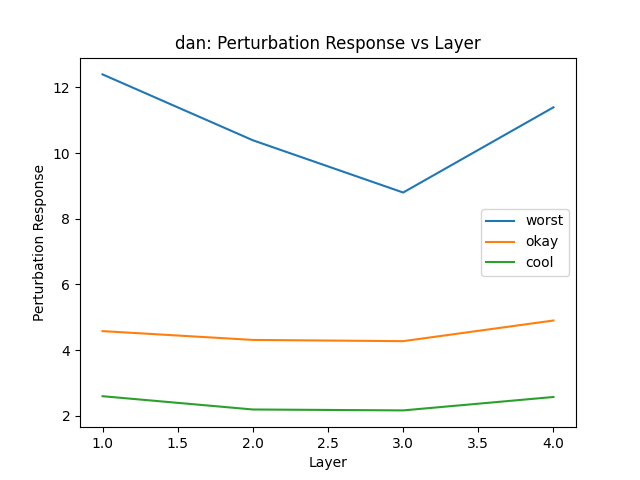 dan: Perturbation Response vs Layer
Perturbation Response
12
10
8
6
4
2
worst
okay
cool
1.0
1.5
2.0
2.5
3.0
3.5
4.0
Layer